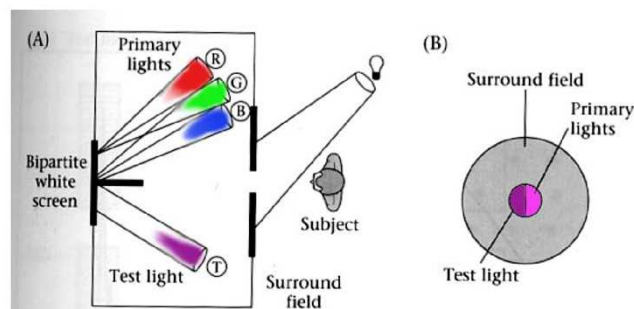 (A)
Primary
lights
R
G
B
Bipartite
white
screen
Subject
Test light
T
Surround
field
(B)
Surround field
Primary
lights
Test light